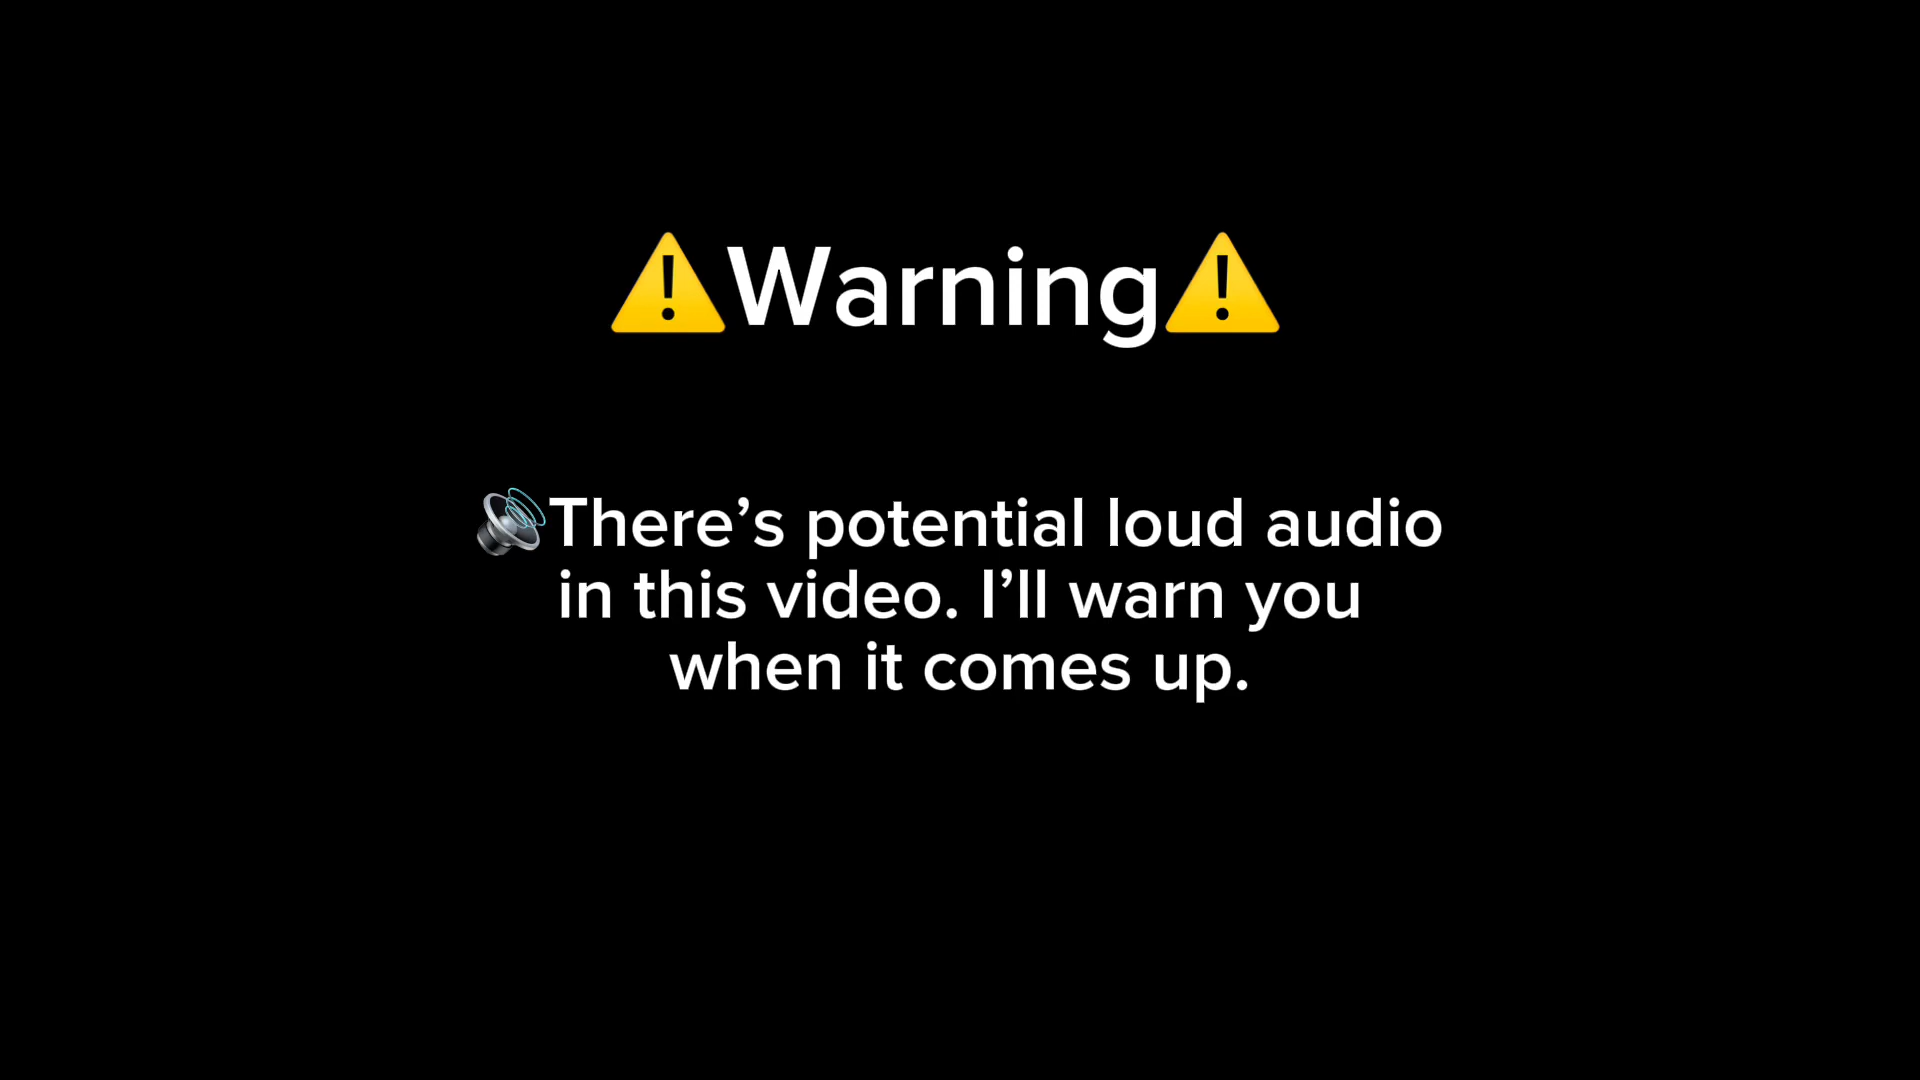 ⚠️Warning⚠️
🔊There’s potential loud audio
in this video. I’ll warn you
when it comes up.